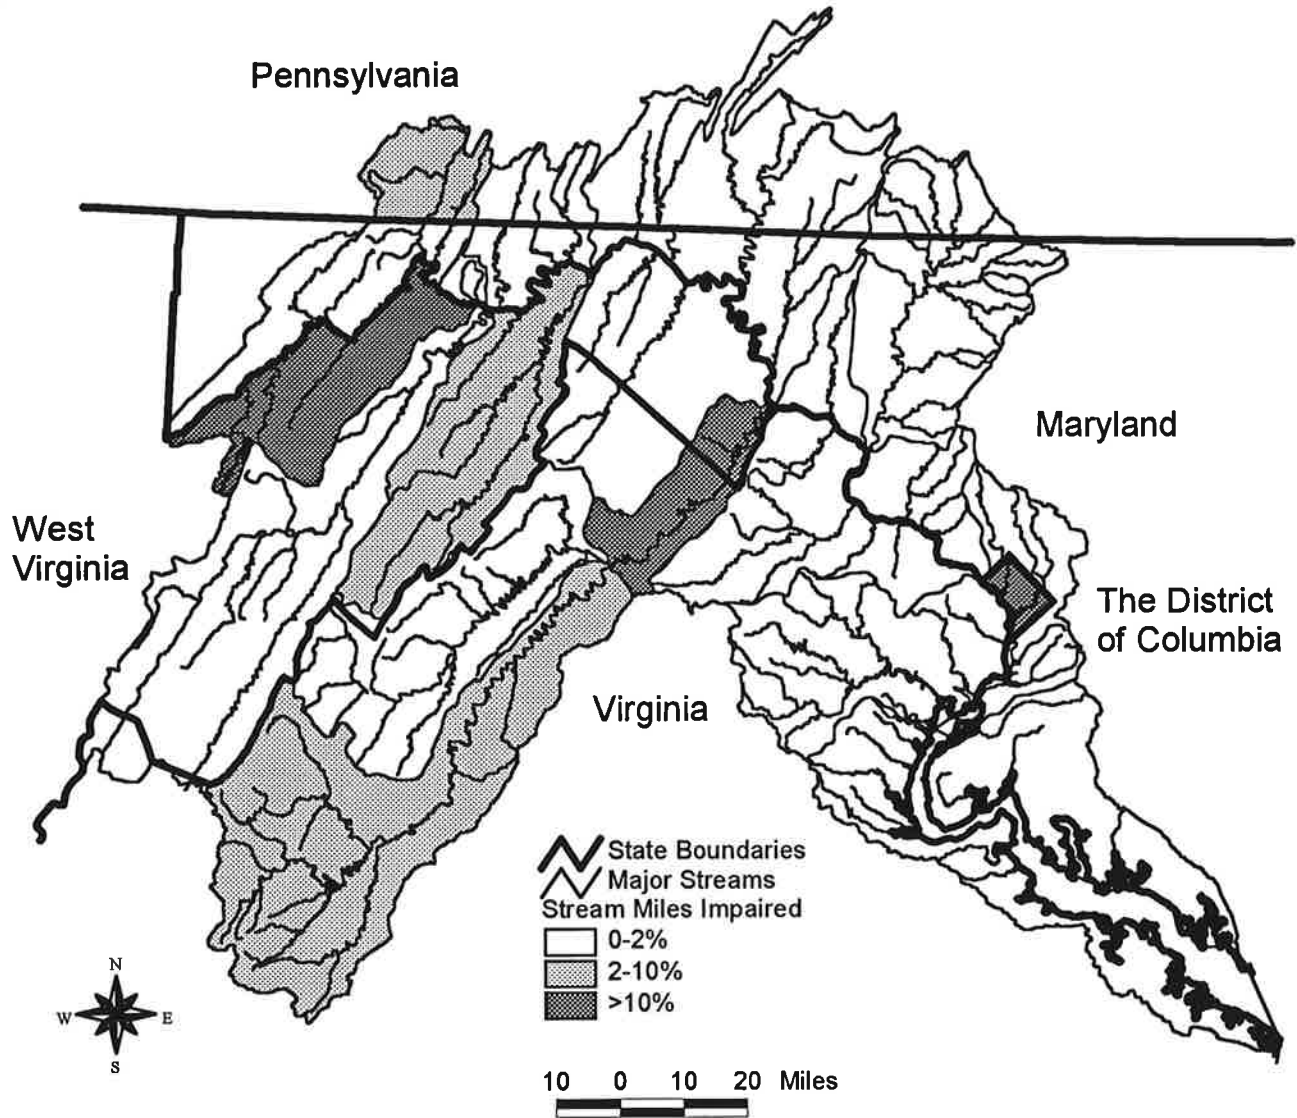 Pennsylvania
Maryland
West
Virginia
The District
of Columbia
Virginia
State Boundaries
Major Streams
Stream Miles Impaired
0-2%
2-10%
>10%
N
W E
S
10 0 10 20 Miles